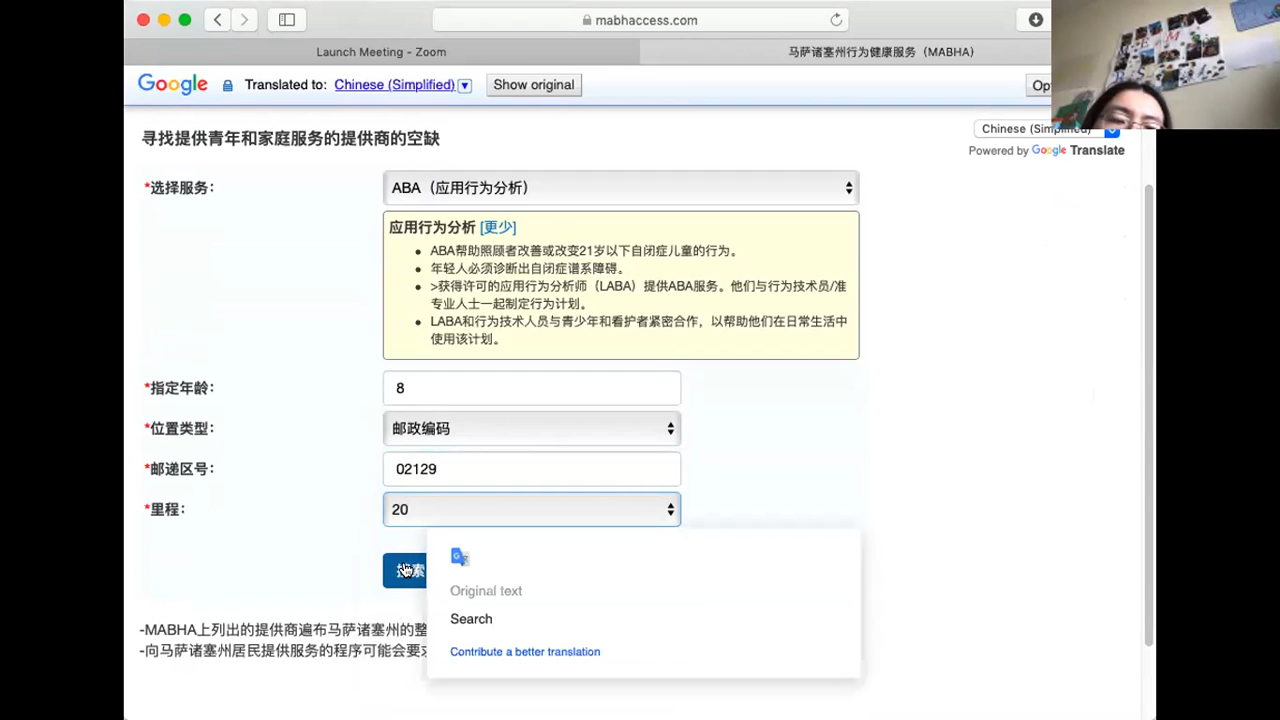 mabhaccess.com
Launch Meeting - Zoom
马萨诸塞州行为健康服务（MABHA）
Google Translated to: Chinese (Simplified) Show original
寻找提供青年和家庭服务的提供商的空缺
Chinese (Simplified)
Powered by Google Translate
*选择服务：
ABA（应用行为分析）
应用行为分析 [更少]
ABA帮助照顾者改善或改变21岁以下自闭症儿童的行为。
年轻人必须诊断出自闭症谱系障碍。
>获得许可的应用行为分析师（LABA）提供ABA服务。他们与行为技术员/准
专业人士一起制定行为计划。
LABA和行为技术人员与青少年和看护者紧密合作，以帮助他们在日常生活中
使用该计划。
*指定年龄：
8
*位置类型：
邮政编码
*邮递区号：
02129
*里程：
20
搜索
Original text
Search
Contribute a better translation
-MABHA上列出的提供商遍布马萨诸塞州的整
-向马萨诸塞州居民提供服务的程序可能会要求